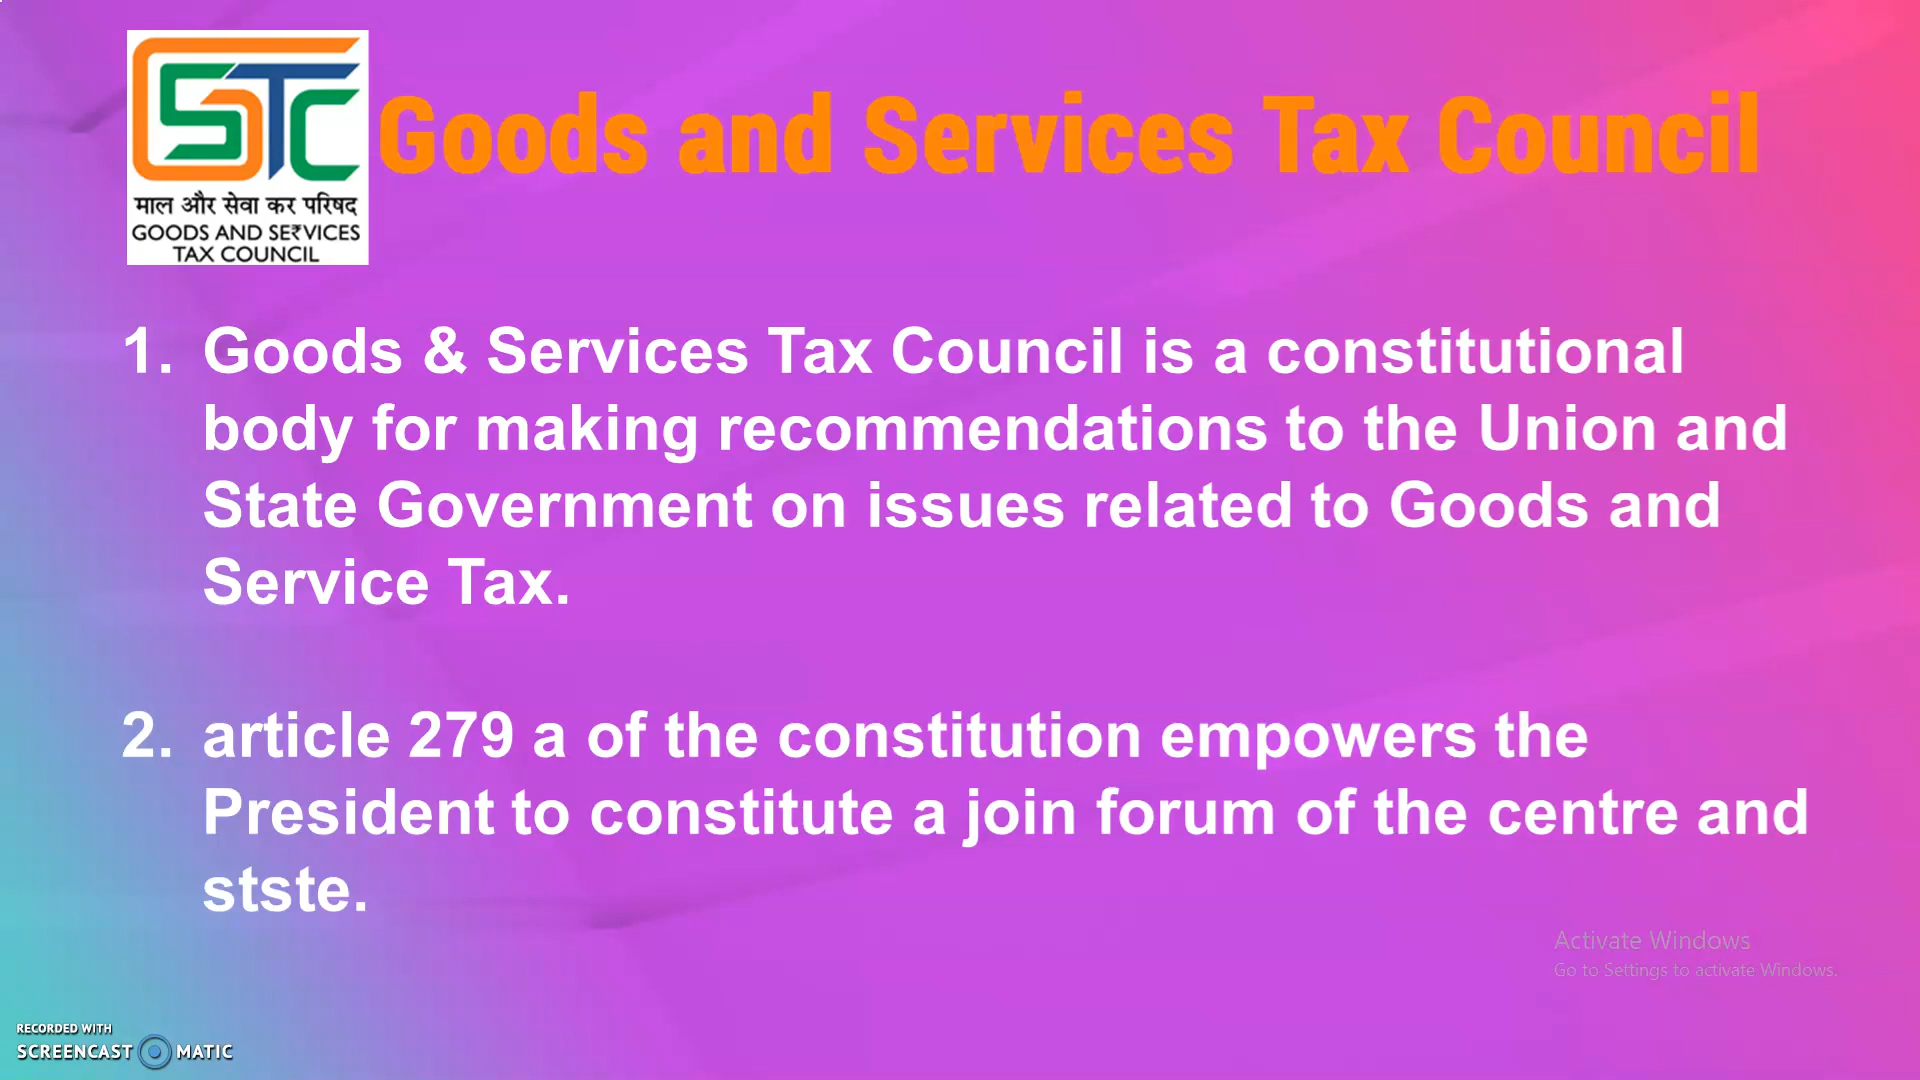 GSTC
माल और सेवा कर परिषद
GOODS AND SE₹VICES
TAX COUNCIL
Goods and Services Tax Council
1. Goods & Services Tax Council is a constitutional
body for making recommendations to the Union and
State Government on issues related to Goods and
Service Tax.
2. article 279 a of the constitution empowers the
President to constitute a join forum of the centre and
stste.
Activate Windows
Go to Settings to activate Windows.
RECORDED WITH
SCREENCAST MATIC